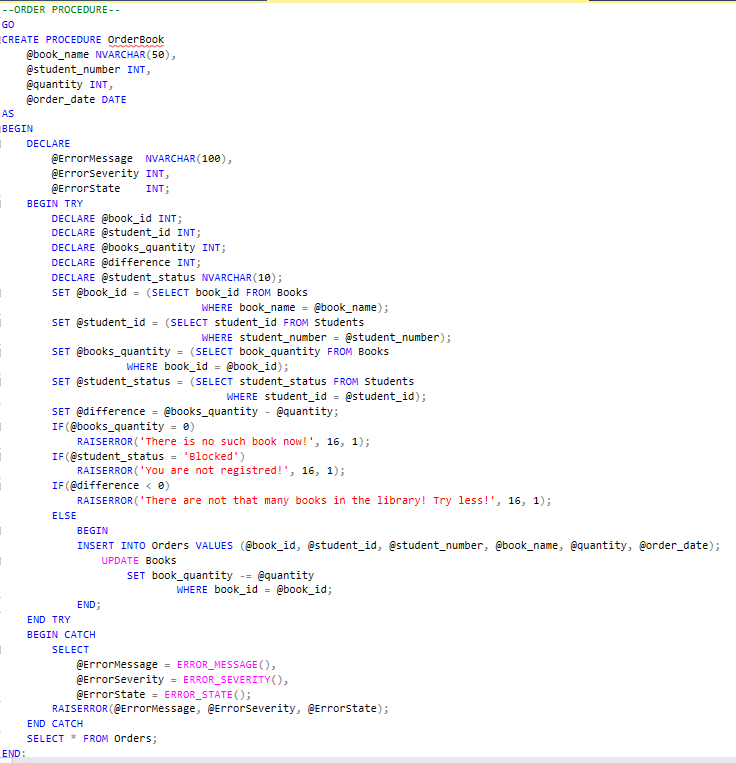 --ORDER PROCEDURE--
GO
CREATE PROCEDURE OrderBook
    @book_name NVARCHAR(50),
    @student_number INT,
    @quantity INT,
    @order_date DATE
AS
BEGIN
    DECLARE
        @ErrorMessage  NVARCHAR(100),
        @ErrorSeverity INT,
        @ErrorState    INT;
    BEGIN TRY
        DECLARE @book_id INT;
        DECLARE @student_id INT;
        DECLARE @books_quantity INT;
        DECLARE @difference INT;
        DECLARE @student_status NVARCHAR(10);
        SET @book_id = (SELECT book_id FROM Books
                                WHERE book_name = @book_name);
        SET @student_id = (SELECT student_id FROM Students
                                WHERE student_number = @student_number);
        SET @books_quantity = (SELECT book_quantity FROM Books
                    WHERE book_id = @book_id);
        SET @student_status = (SELECT student_status FROM Students
                                    WHERE student_id = @student_id);
        SET @difference = @books_quantity - @quantity;
        IF(@books_quantity = 0)
            RAISERROR('There is no such book now!', 16, 1);
        IF(@student_status = 'Blocked')
            RAISERROR('You are not registred!', 16, 1);
        IF(@difference < 0)
            RAISERROR('There are not that many books in the library! Try less!', 16, 1);
        ELSE
            BEGIN
            INSERT INTO Orders VALUES (@book_id, @student_id, @student_number, @book_name, @quantity, @order_date);
                UPDATE Books
                    SET book_quantity -= @quantity
                            WHERE book_id = @book_id;
            END;
    END TRY
    BEGIN CATCH
        SELECT
            @ErrorMessage = ERROR_MESSAGE(),
            @ErrorSeverity = ERROR_SEVERITY(),
            @ErrorState = ERROR_STATE();
        RAISERROR(@ErrorMessage, @ErrorSeverity, @ErrorState);
    END CATCH
    SELECT * FROM Orders;
END;